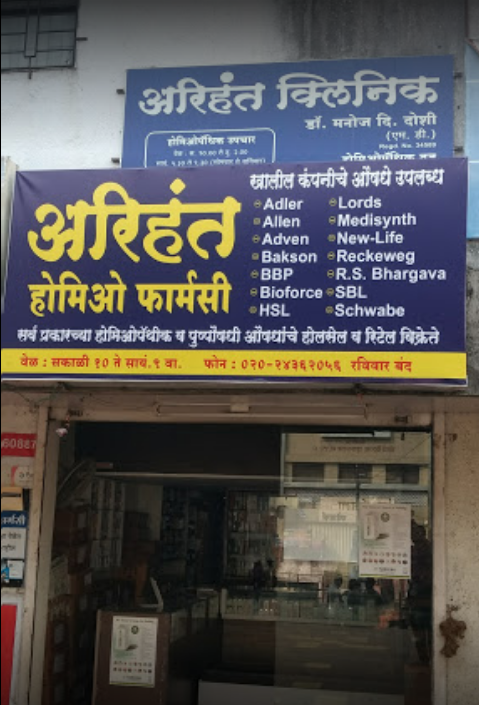 अरिहंत क्लिनिक
डॉ. मनोज दि. दोशी
(एम. डी.)
होमिओपॅथिक उपचार
खालील कंपनीचे औषधे उपलब्ध
अरिहंत
होमिओ फार्मसी
Adler
Allen
Adven
Bakson
BBP
Bioforce
HSL
Lords
Medisynth
New-Life
Reckeweg
R.S. Bhargava
SBL
Schwabe
सर्व प्रकारच्या होमिओपॅथीक व पुष्पौषधी औषधांचे होलसेल व रिटेल विक्रेते
वेळ : सकाळी १० ते सायं.९ वा. फोन : ०२०-२४३६२०५६ रविवार बंद
60887